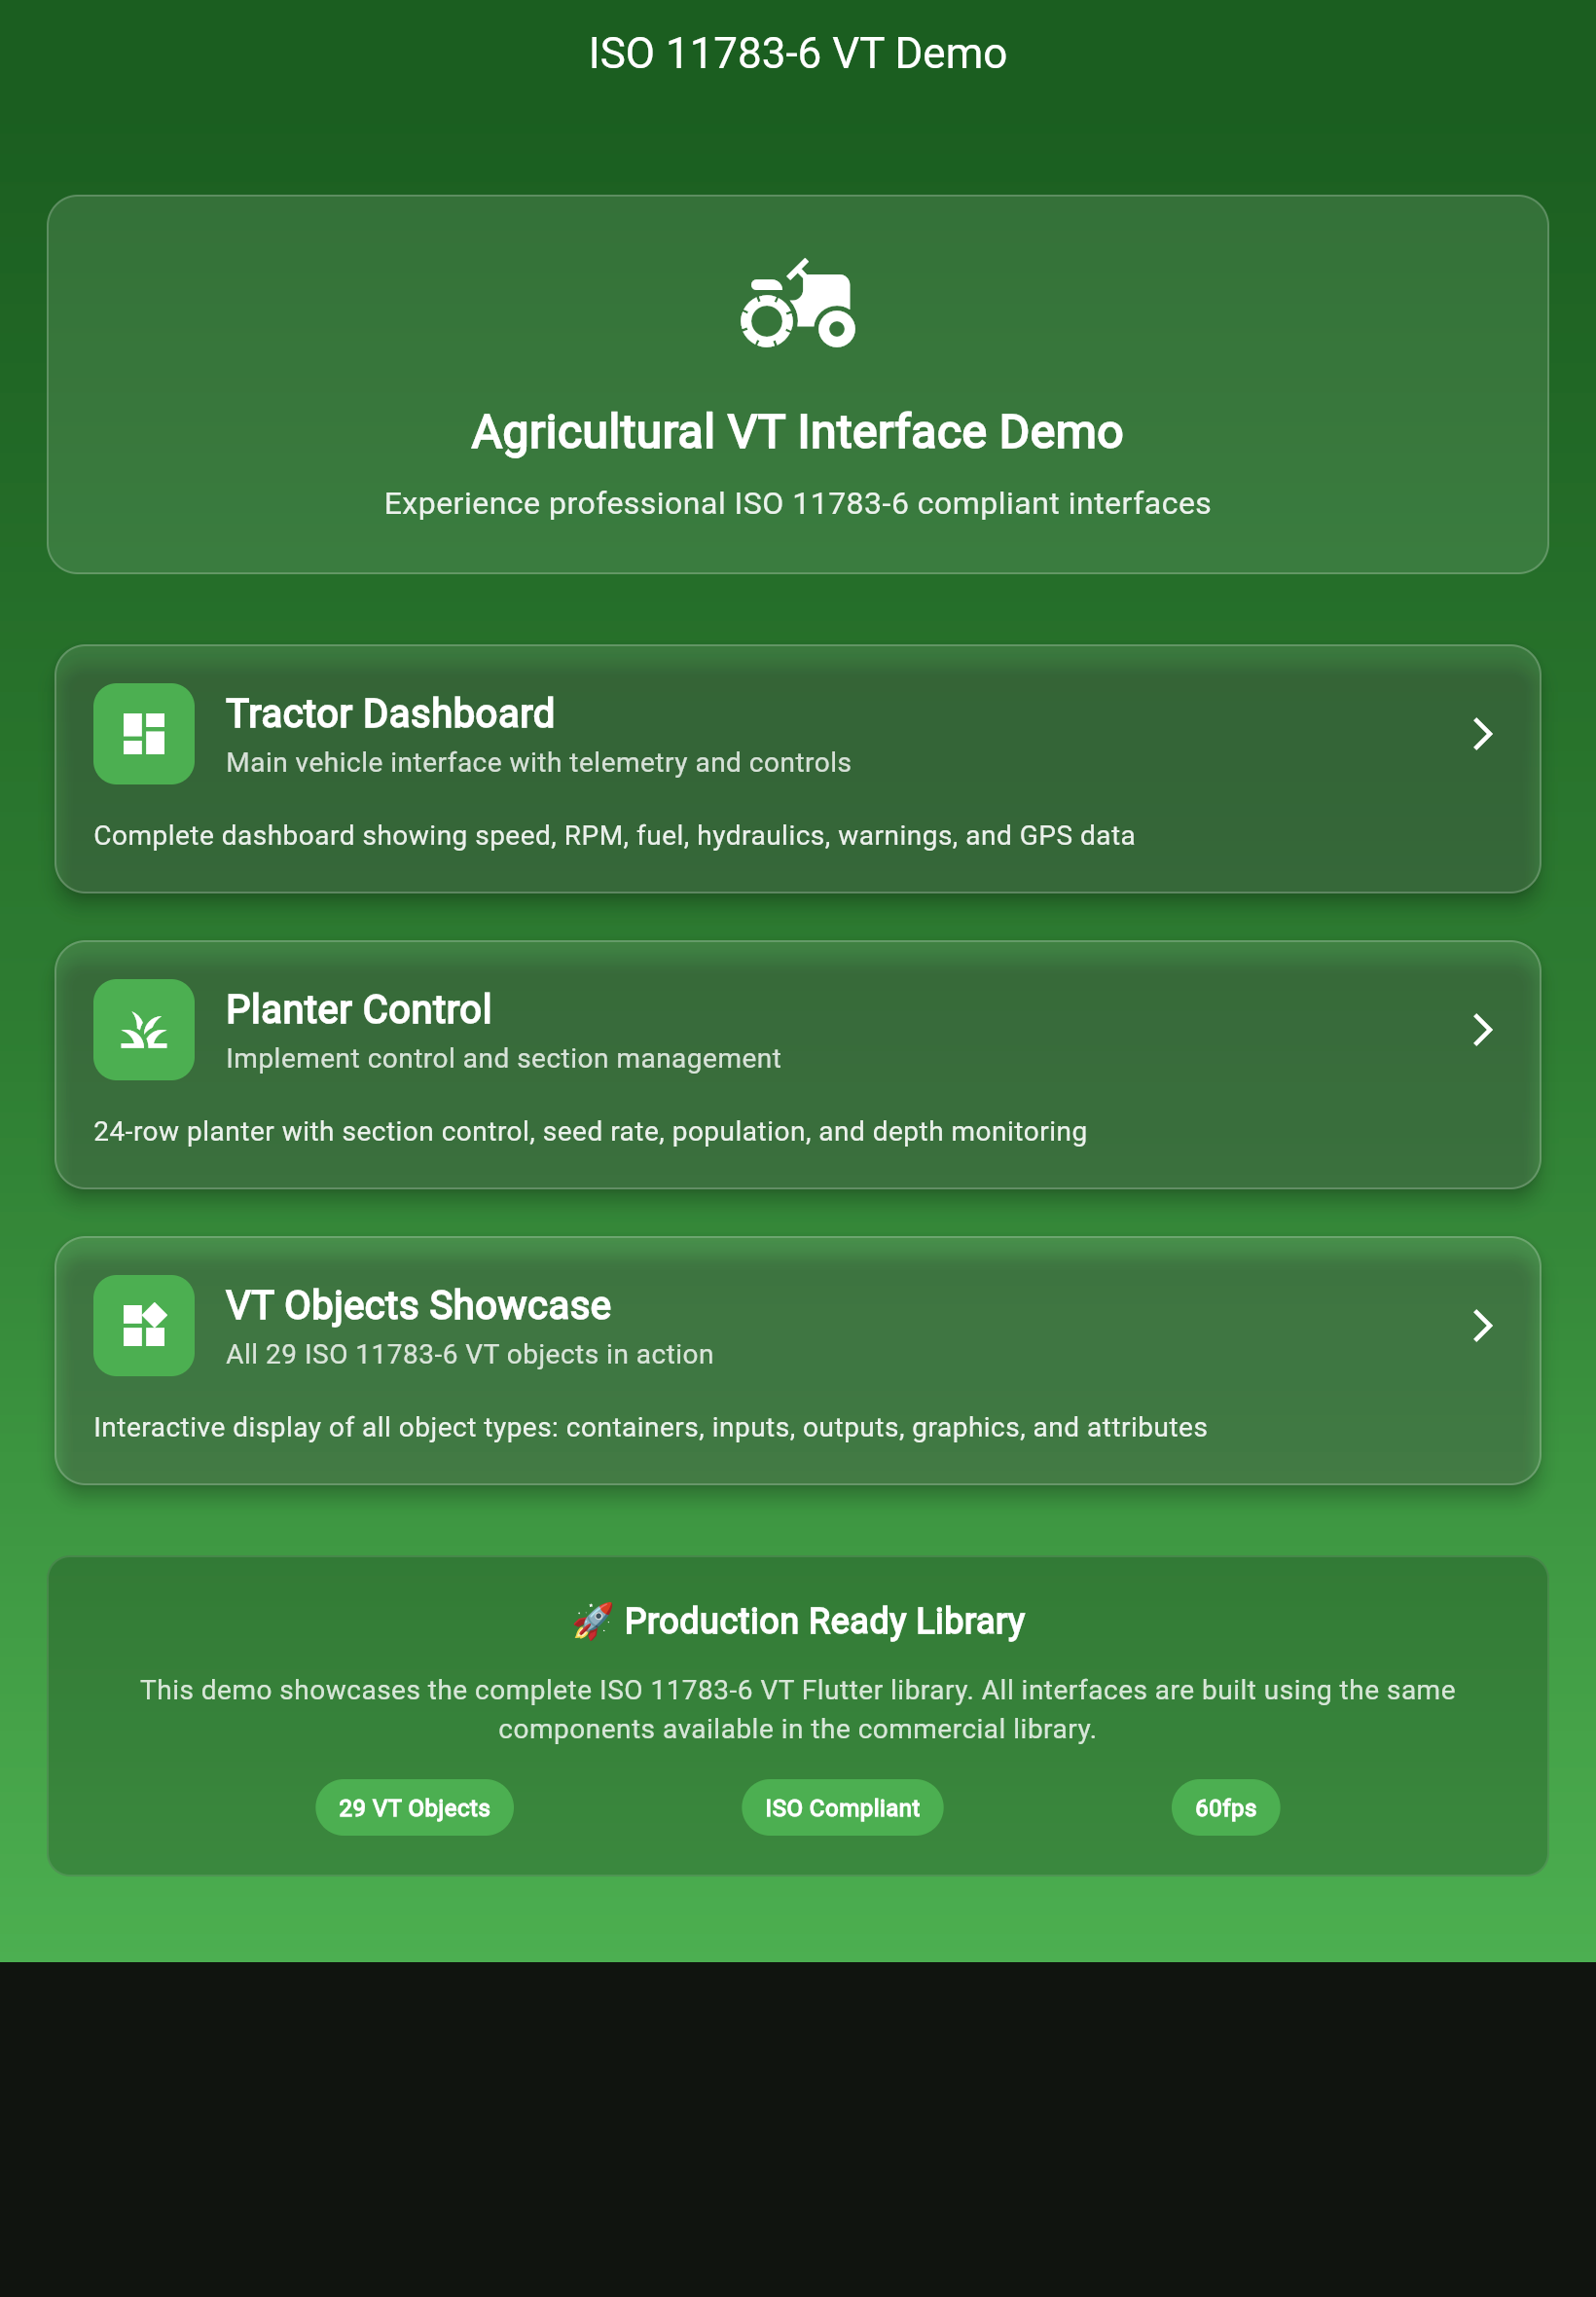 ISO 11783-6 VT Demo
Agricultural VT Interface Demo
Experience professional ISO 11783-6 compliant interfaces
Tractor Dashboard
Main vehicle interface with telemetry and controls
Complete dashboard showing speed, RPM, fuel, hydraulics, warnings, and GPS data
Planter Control
Implement control and section management
24-row planter with section control, seed rate, population, and depth monitoring
VT Objects Showcase
All 29 ISO 11783-6 VT objects in action
Interactive display of all object types: containers, inputs, outputs, graphics, and attributes
🚀 Production Ready Library
This demo showcases the complete ISO 11783-6 VT Flutter library. All interfaces are built using the same
components available in the commercial library.
29 VT Objects
ISO Compliant
60fps